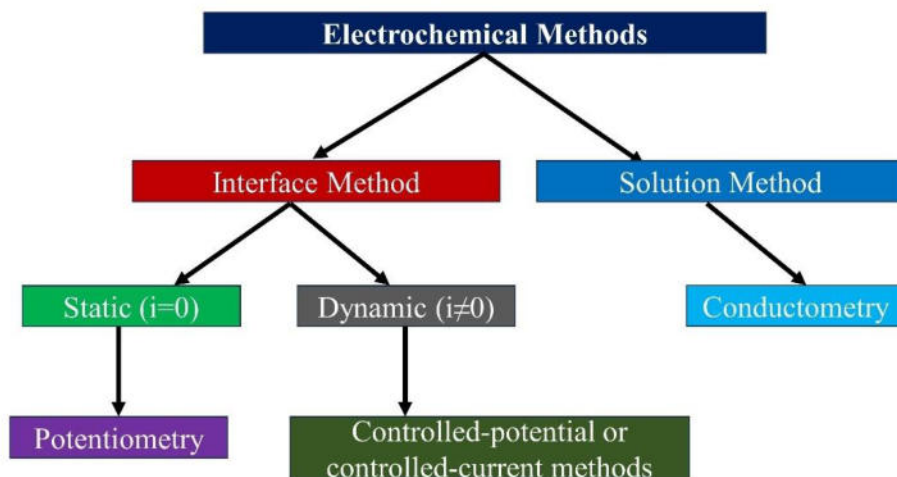 Electrochemical Methods
Interface Method
Solution Method
Static (i=0)
Dynamic (i≠0)
Conductometry
Potentiometry
Controlled-potential or
controlled-current methods